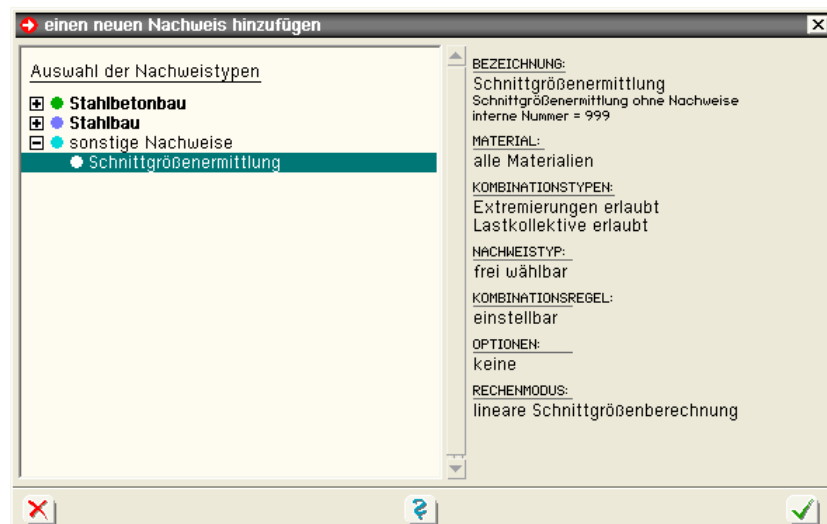 einen neuen Nachweis hinzufügen
Auswahl der Nachweistypen
Stahlbetonbau
Stahlbau
sonstige Nachweise
Schnittgrößenermittlung
BEZEICHNUNG:
Schnittgrößenermittlung
Schnittgrößenermittlung ohne Nachweise
interne Nummer = 999
MATERIAL:
alle Materialien
KOMBINATIONSTYPEN:
Extremierungen erlaubt
Lastkollektive erlaubt
NACHWEISTYP:
frei wählbar
KOMBINATIONSREGEL:
einstellbar
OPTIONEN:
keine
RECHENMODUS:
lineare Schnittgrößenberechnung